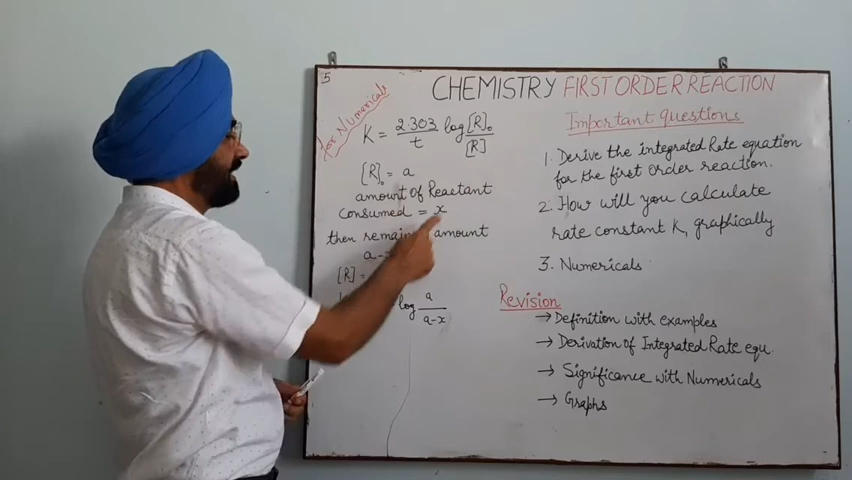 5
CHEMISTRY FIRST ORDER REACTION
For Numericals
K = 2.303/t log [R]₀/[R]
[R]₀ = a
amount of Reactant
consumed = x
then amount
a-
[R] =
log a/a-x
Important Questions
1. Derive the integrated Rate equation
for the first order reaction.
2. How will you calculate
rate constant K, graphically
3. Numericals
Revision
→ Definition with examples
→ Derivation of Integrated Rate equ.
→ Significance with Numericals
→ Graphs